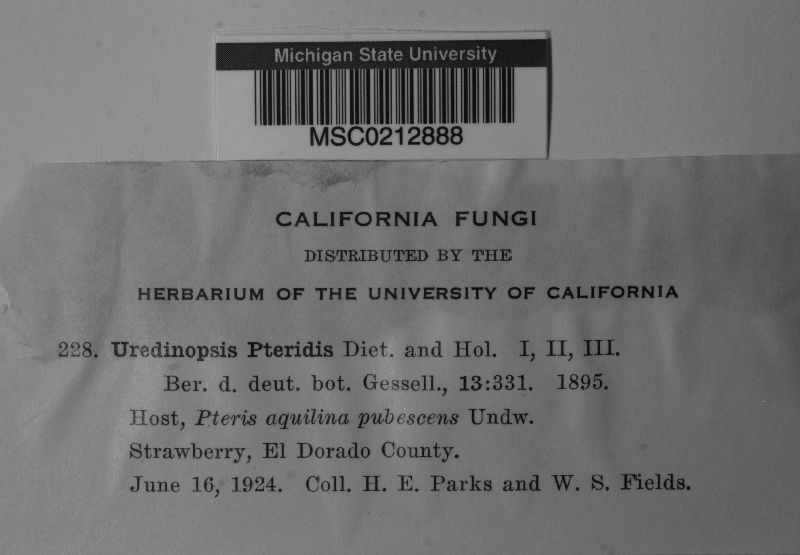 Michigan State University
MSC0212888
CALIFORNIA FUNGI
DISTRIBUTED BY THE
HERBARIUM OF THE UNIVERSITY OF CALIFORNIA
228. Uredinopsis Pteridis Diet. and Hol. I, II, III.
Ber. d. deut. bot. Gessell., 13:331. 1895.
Host, Pteris aquilina pubescens Undw.
Strawberry, El Dorado County.
June 16, 1924. Coll. H. E. Parks and W. S. Fields.